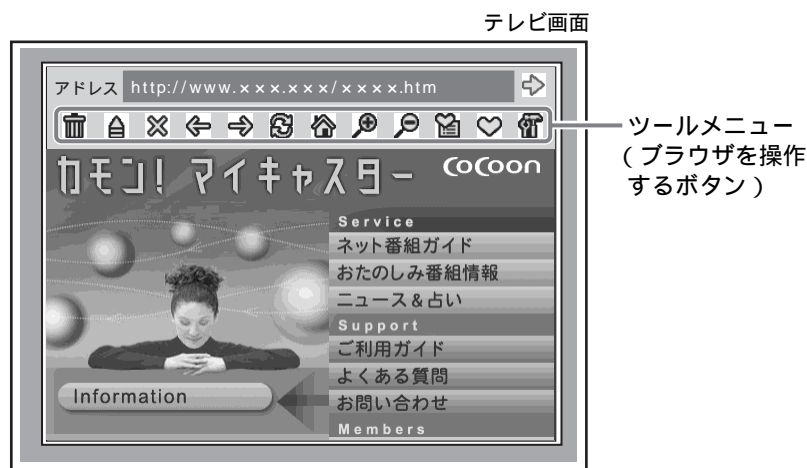 テレビ画面
アドレス http://www.×××.×××/××××.htm
ツールメニュー
(ブラウザを操作
するボタン)
カモン! マイキャスター CoCoon
Service
ネット番組ガイド
おたのしみ番組情報
ニュース&占い
Support
ご利用ガイド
よくある質問
お問い合わせ
Members
Information